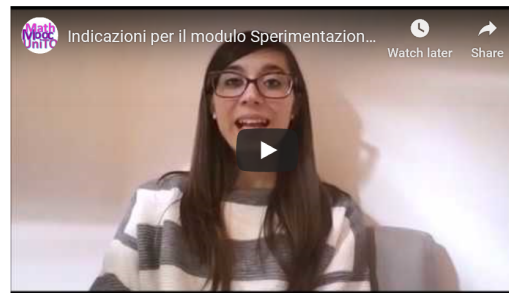 Math
Mooc
UniTO
Indicazioni per il modulo Sperimentazion...
Watch later
Share